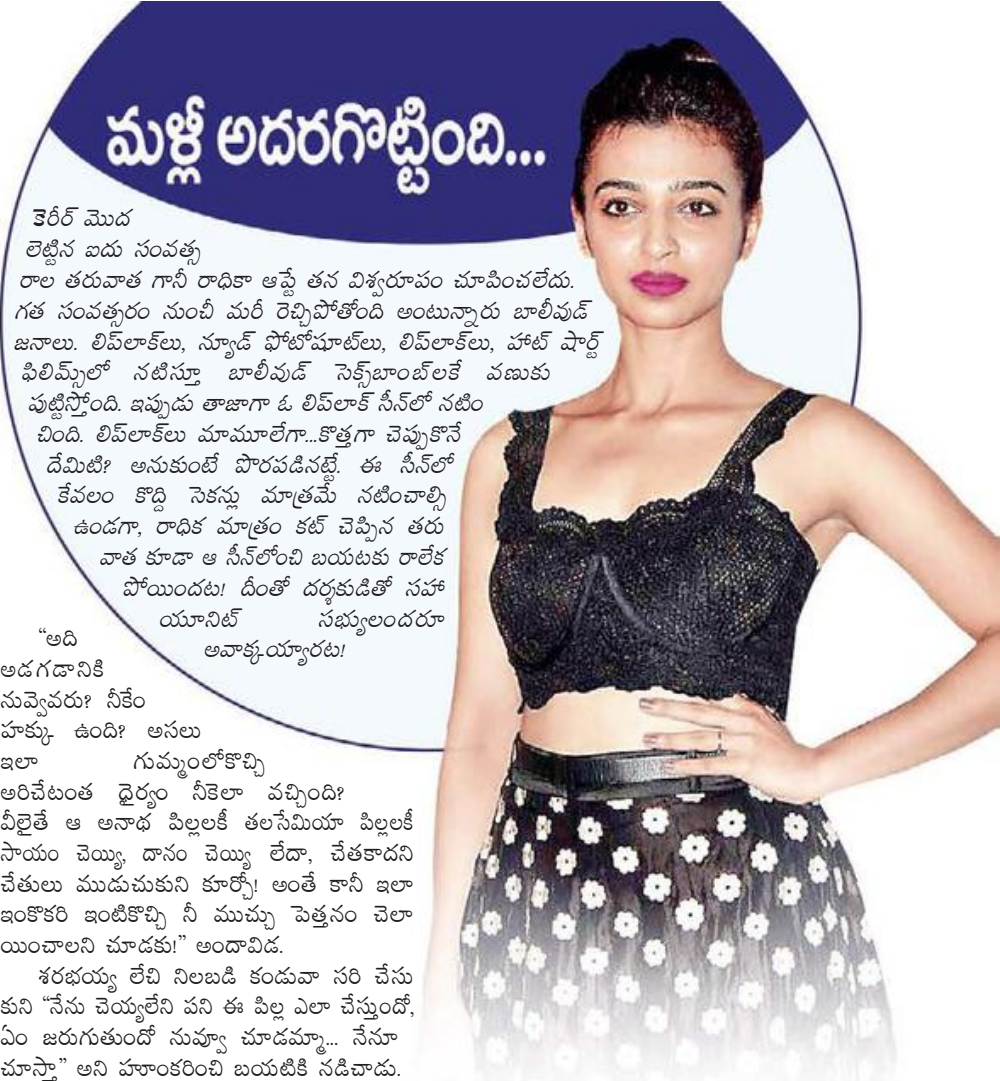 మళ్లీ అదరగొట్టింది...
కెరీర్ మొద
లెట్టిన ఐదు సంవత్స
రాల తరువాత గానీ రాధికా ఆప్టే తన విశ్వరూపం చూపించలేదు.
గత సంవత్సరం నుంచీ మరీ రెచ్చిపోతోంది అంటున్నారు బాలీవుడ్
జనాలు. లిప్‌లాక్‌లు, న్యూడ్ ఫోటోషూట్‌లు, లిప్‌లాక్‌లు, హాట్ షార్ట్
ఫిలిమ్స్‌లో నటిస్తూ బాలీవుడ్ సెక్స్‌బాంబ్‌లకే వణుకు
పుట్టిస్తోంది. ఇప్పుడు తాజాగా ఓ లిప్‌లాక్ సీన్‌లో నటిం
చింది. లిప్‌లాక్‌లు మామూలేగా...కొత్తగా చెప్పుకొనే
దేమిటి? అనుకుంటే పొరపడినట్టే. ఈ సీన్‌లో
కేవలం కొద్ది సెకన్లు మాత్రమే నటించాల్సి
ఉండగా, రాధిక మాత్రం కట్ చెప్పిన తరు
వాత కూడా ఆ సీన్‌లోంచి బయటకు రాలేక
పోయిందట! దీంతో దర్శకుడితో సహా
యూనిట్ సభ్యులందరూ
అవాక్కయ్యారట!
“అది
అడగడానికి
నువ్వెవరు? నీకేం
హక్కు ఉంది? అసలు
ఇలా గుమ్మంలోకొచ్చి
అరిచేటంత ధైర్యం నీకెలా వచ్చింది?
వీలైతే ఆ అనాథ పిల్లలకీ తలసేమియా పిల్లలకీ
సాయం చెయ్యి, దానం చెయ్యి లేదా, చేతకాదని
చేతులు ముడుచుకుని కూర్చో! అంతే కానీ ఇలా
ఇంకొకరి ఇంటికొచ్చి నీ ముచ్చు పెత్తనం చెలా
యించాలని చూడకు!” అందావిడ.
శరభయ్య లేచి నిలబడి కండువా సరి చేసు
కుని “నేను చెయ్యలేని పని ఈ పిల్ల ఎలా చేస్తుందో,
ఏం జరుగుతుందో నువ్వూ చూడమ్మా... నేనూ
చూస్తా” అని హూంకరించి బయటికి నడిచాడు.